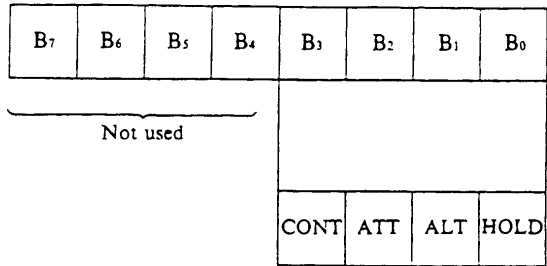 B₇ B₆ B₅ B₄ B₃ B₂ B₁ B₀
Not used
CONT ATT ALT HOLD